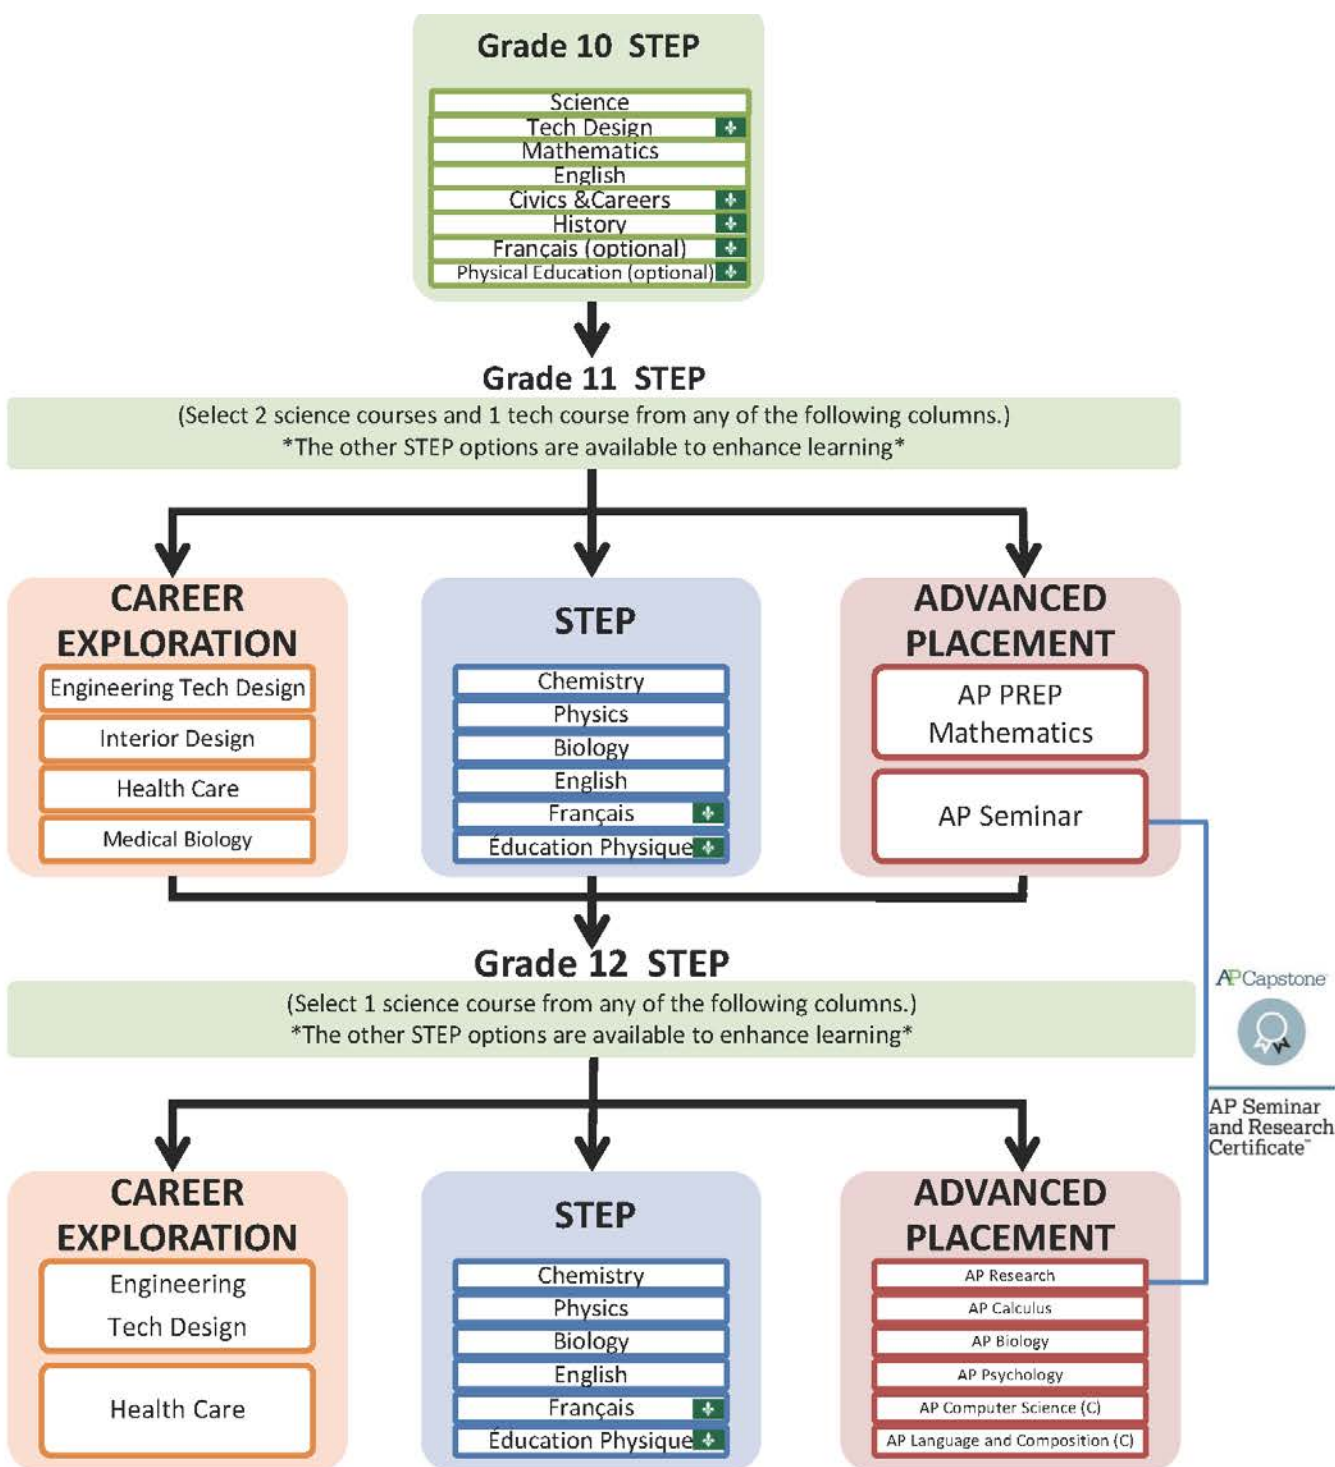 Grade 10 STEP
Science
Tech Design
Mathematics
English
Civics &Careers
History
Français (optional)
Physical Education (optional)
Grade 11 STEP
(Select 2 science courses and 1 tech course from any of the following columns.)
*The other STEP options are available to enhance learning*
CAREER
EXPLORATION
Engineering Tech Design
Interior Design
Health Care
Medical Biology
STEP
Chemistry
Physics
Biology
English
Français
Éducation Physique
ADVANCED
PLACEMENT
AP PREP
Mathematics
AP Seminar
Grade 12 STEP
(Select 1 science course from any of the following columns.)
*The other STEP options are available to enhance learning*
APCapstone
AP Seminar
and Research
Certificate™
CAREER
EXPLORATION
Engineering
Tech Design
Health Care
STEP
Chemistry
Physics
Biology
English
Français
Éducation Physique
ADVANCED
PLACEMENT
AP Research
AP Calculus
AP Biology
AP Psychology
AP Computer Science (C)
AP Language and Composition (C)